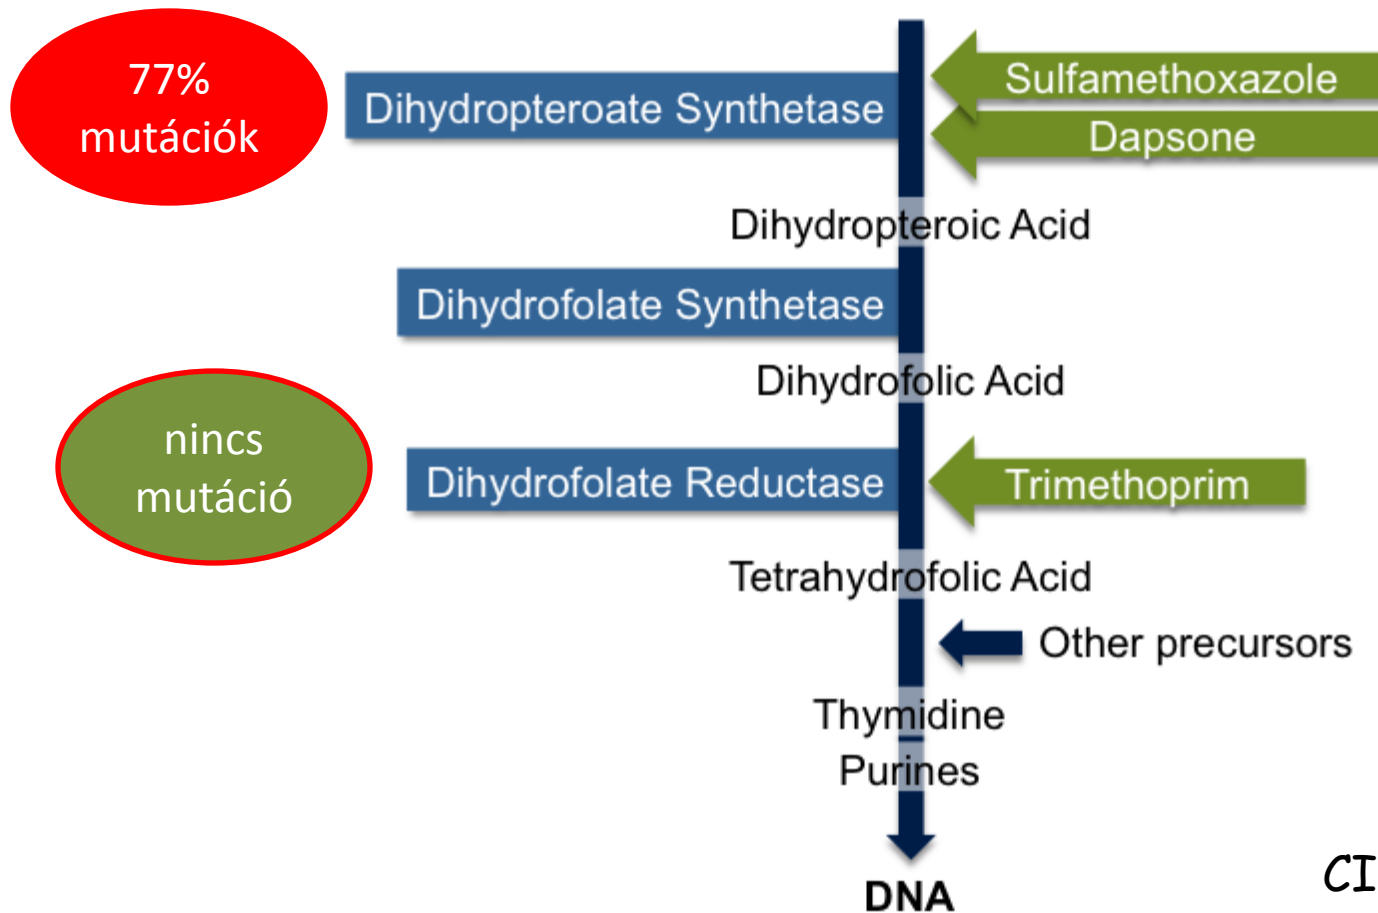 77%
mutációk
Dihydropteroate Synthetase
Sulfamethoxazole
Dapsone
Dihydropteroic Acid
Dihydrofolate Synthetase
Dihydrofolic Acid
nincs
mutáció
Dihydrofolate Reductase
Trimethoprim
Tetrahydrofolic Acid
Other precursors
Thymidine
Purines
DNA
CI